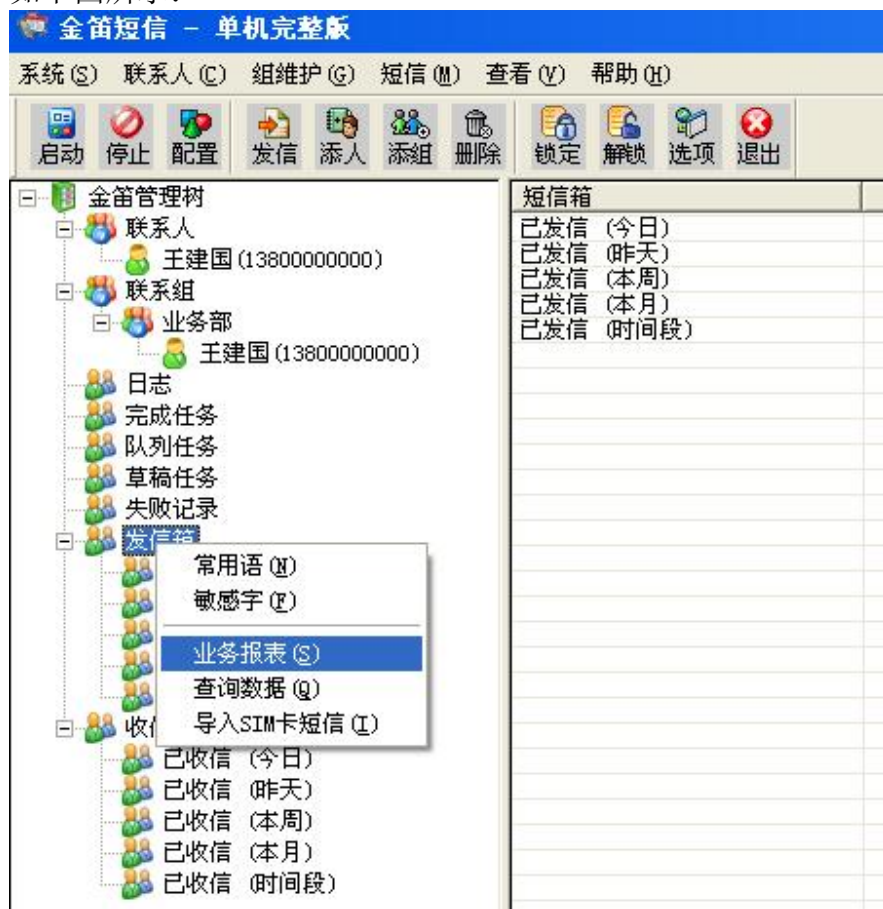 金笛短信 - 单机完整版
系统(S) 联系人(C) 组维护(G) 短信(M) 查看(V) 帮助(H)
启动 停止 配置 发信 添人 添组 删除 锁定 解锁 选项 退出
金笛管理树
联系人
王建国(13800000000)
联系组
业务部
王建国(13800000000)
日志
完成任务
队列任务
草稿任务
失败记录
发信箱
常用语(N)
敏感字(F)
业务报表(S)
查询数据(Q)
导入SIM卡短信(I)
收
已收信 (今日)
已收信 (昨天)
已收信 (本周)
已收信 (本月)
已收信 (时间段)
短信箱
已发信 (今日)
已发信 (昨天)
已发信 (本周)
已发信 (本月)
已发信 (时间段)